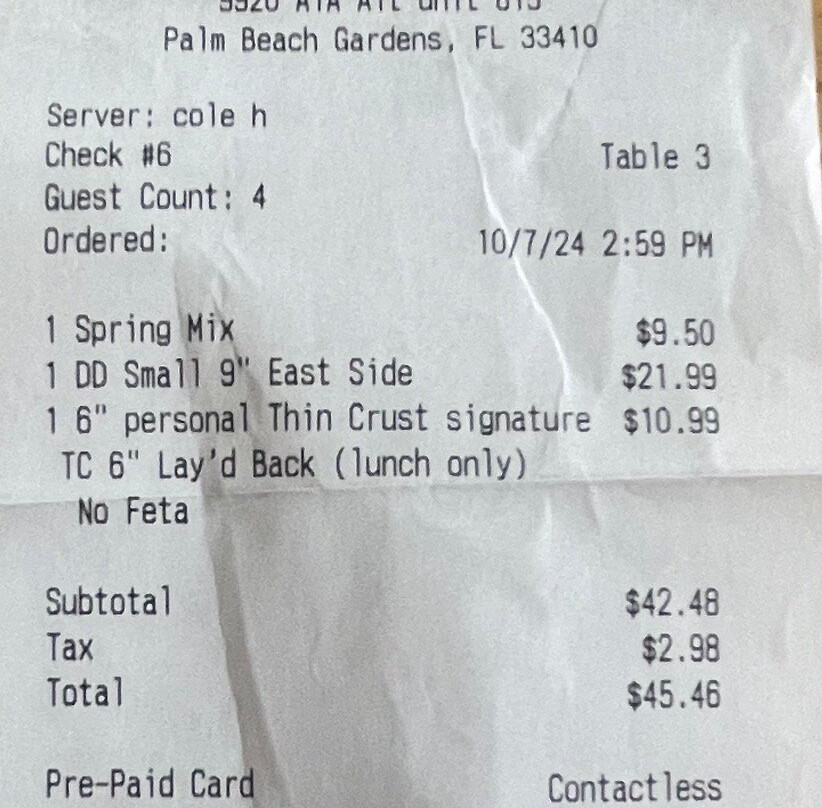 Palm Beach Gardens, FL 33410
Server: cole h
Check #6 Table 3
Guest Count: 4
Ordered: 10/7/24 2:59 PM
1 Spring Mix $9.50
1 DD Small 9" East Side $21.99
1 6" personal Thin Crust signature $10.99
TC 6" Lay'd Back (lunch only)
No Feta
Subtotal $42.48
Tax $2.98
Total $45.46
Pre-Paid Card Contactless